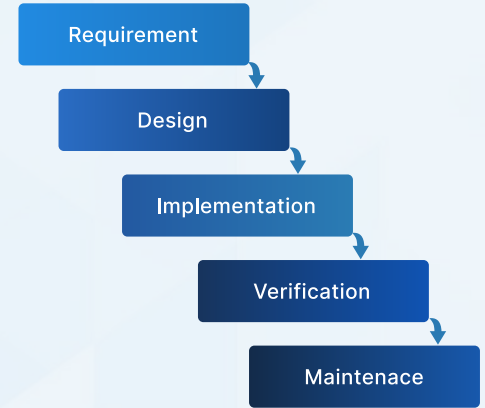 Requirement
Design
Implementation
Verification
Maintenace